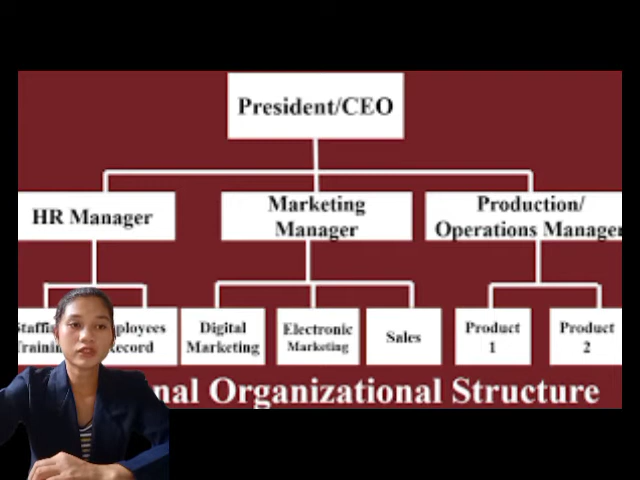 President/CEO
HR Manager
Marketing
Manager
Production/
Operations Manager
Digital
Marketing
Electronic
Marketing
Sales
Product
1
Product
2
Organizational Structure